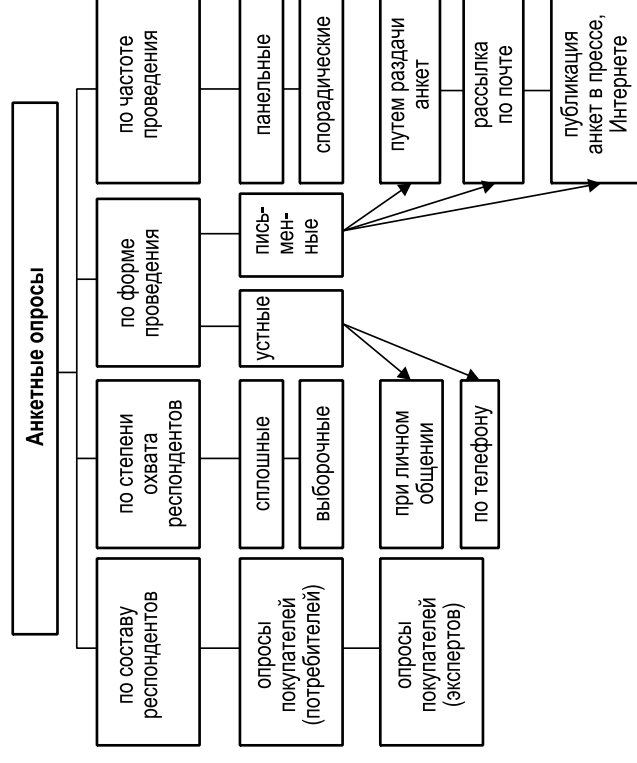 Анкетные опросы
по составу
респондентов
по степени
охвата
респондентов
по форме
проведения
по частоте
проведения
опросы
покупателей
(потребителей)
сплошные
выборочные
устные
пись-
мен-
ные
панельные
спорадические
опросы
покупателей
(экспертов)
при личном
общении
по телефону
путем раздачи
анкет
рассылка
по почте
публикация
анкет в прессе,
Интернете